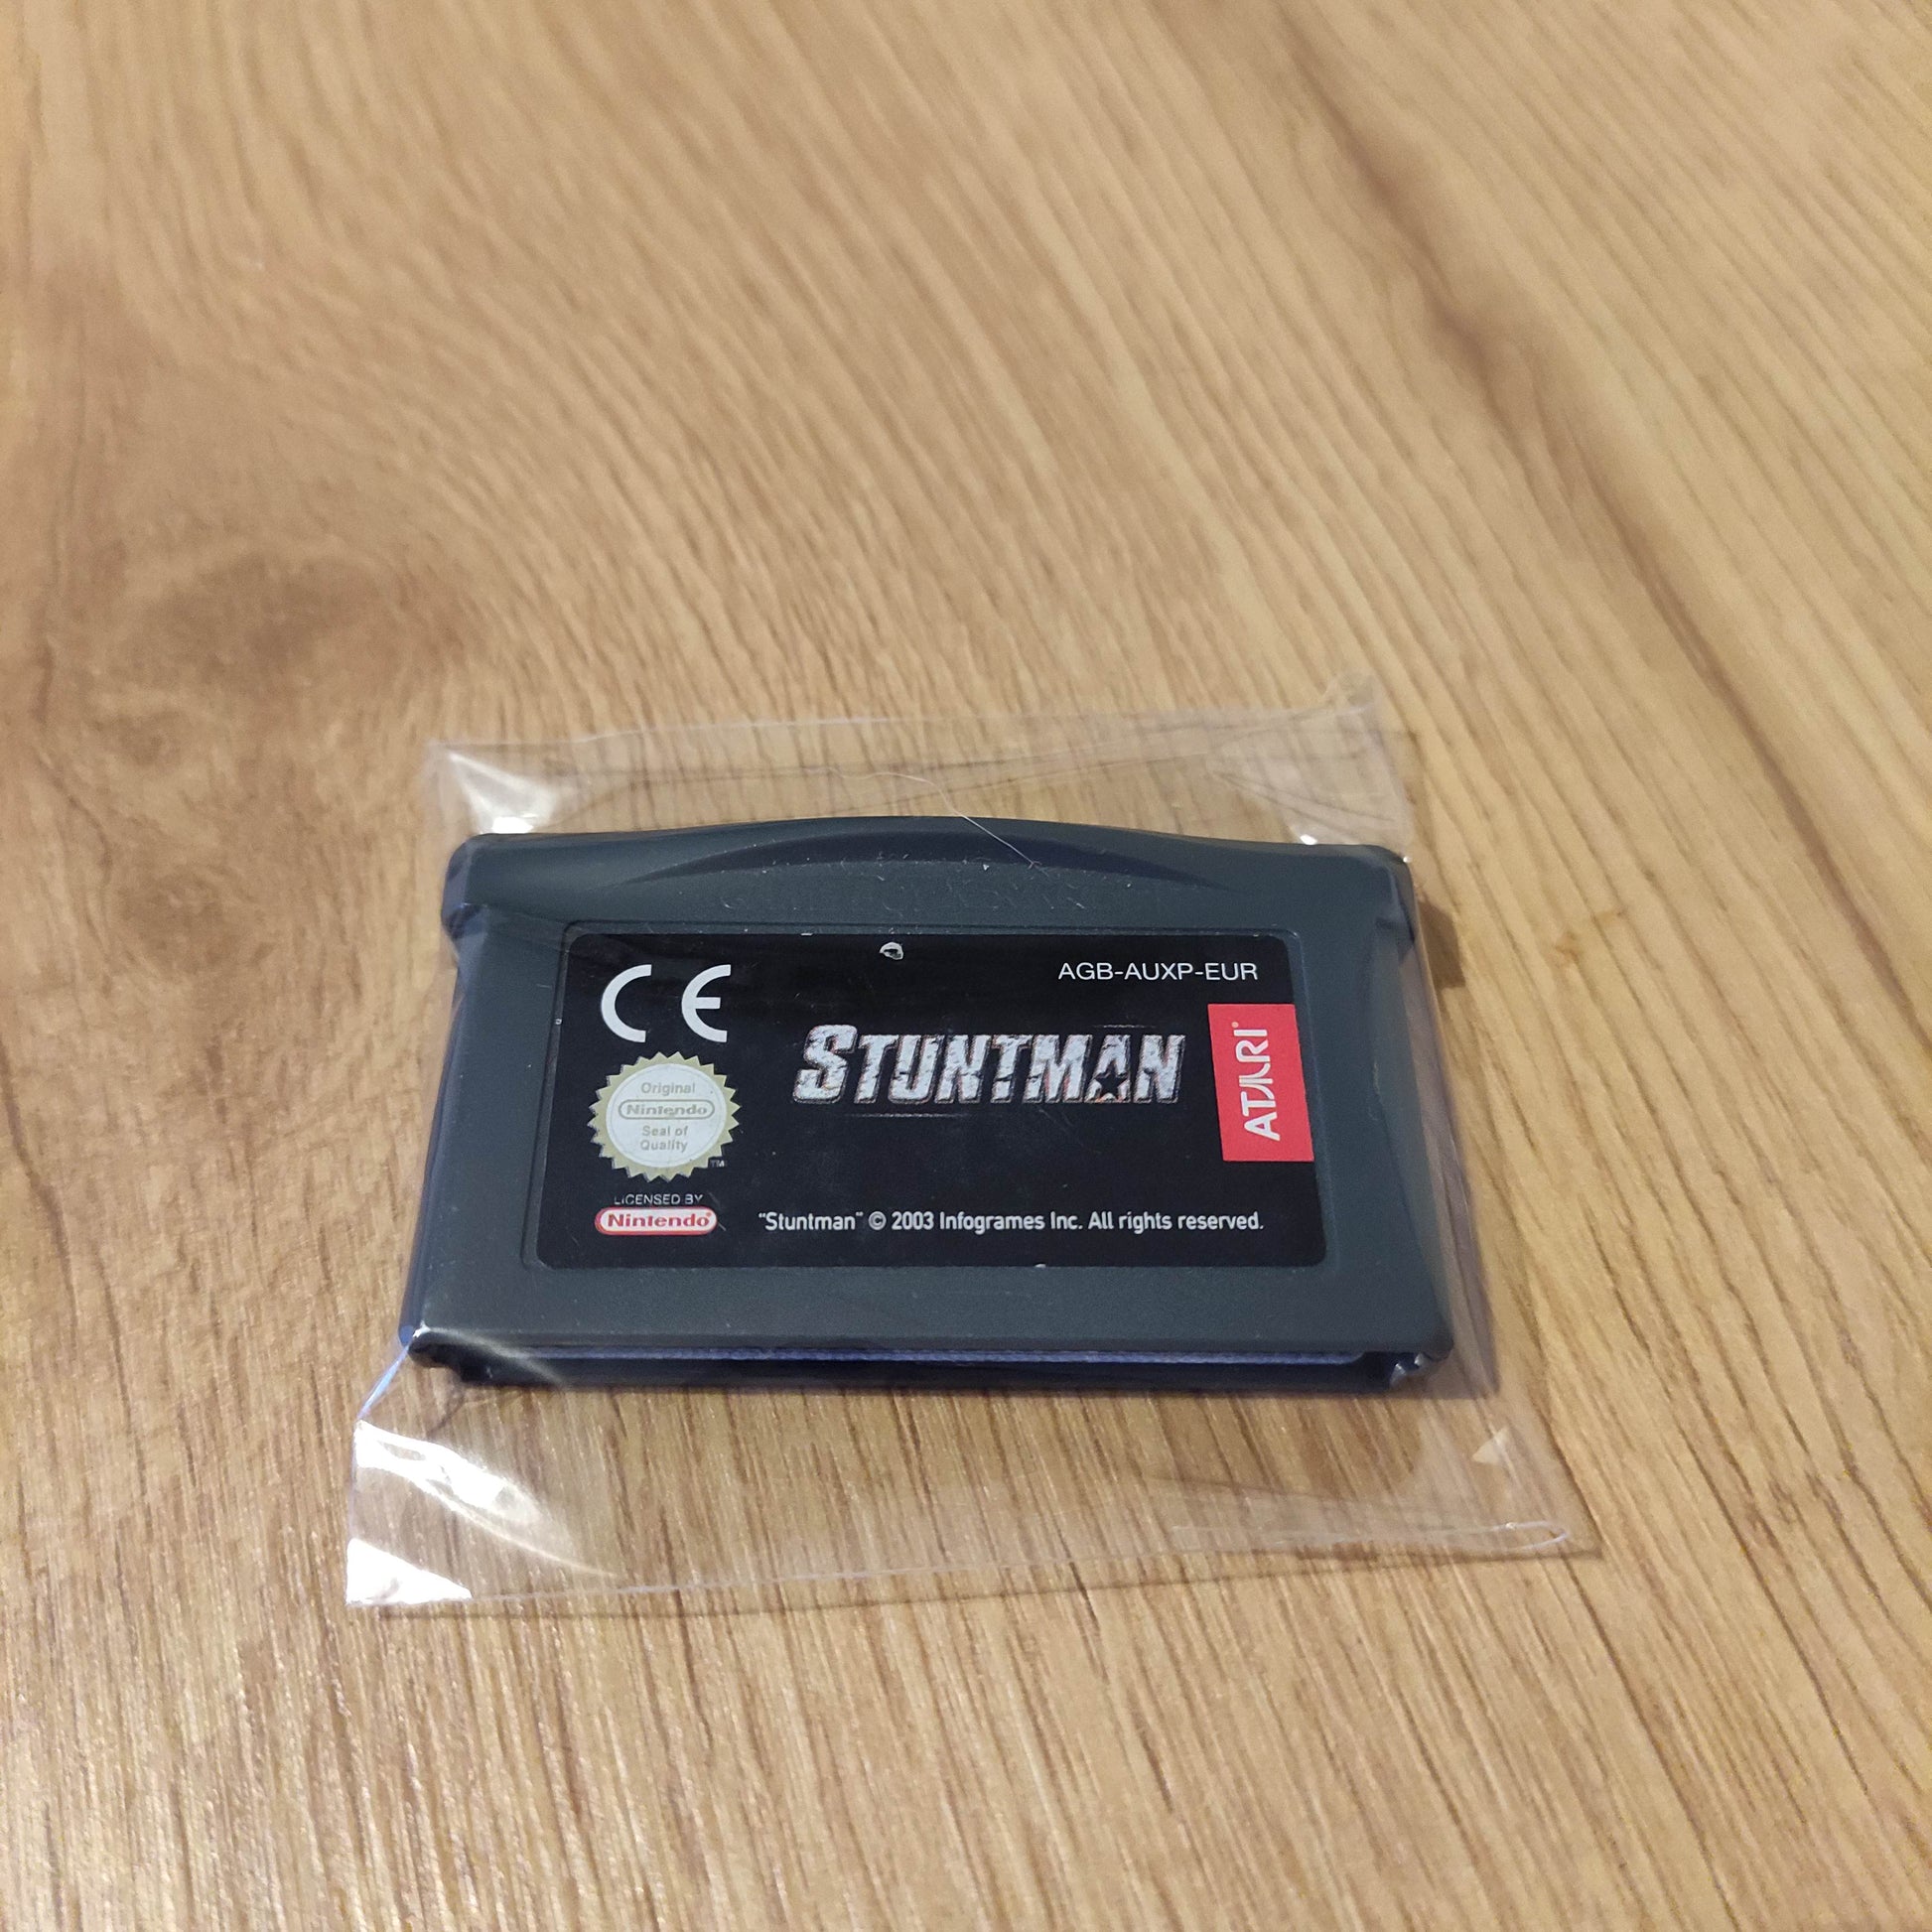 CE
AGB-AUXP-EUR
STUNTMAN
ATARI®
Original
Nintendo
Seal of
Quality
TM
LICENSED BY
Nintendo®
"Stuntman" © 2003 Infogrames Inc. All rights reserved.